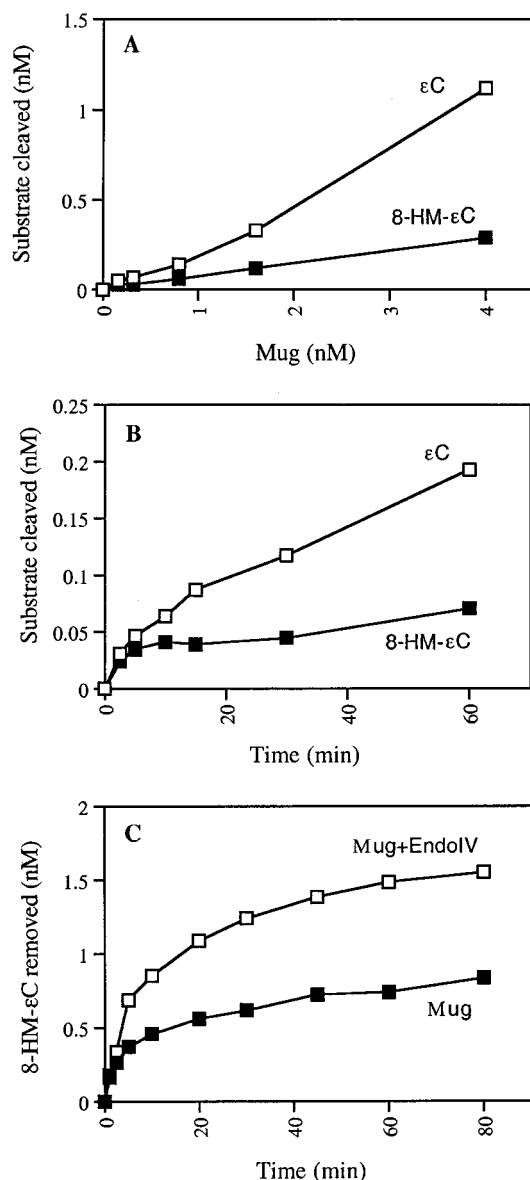 A
Substrate cleaved (nM)
1.5
1
0.5
0
εC
8-HM-εC
0
1
2
3
4
Mug (nM)
B
Substrate cleaved (nM)
0.25
0.2
0.15
0.1
0.05
0
εC
8-HM-εC
0
20
40
60
Time (min)
C
8-HM-εC removed (nM)
2
1.5
1
0.5
0
Mug+EndoIV
Mug
0
20
40
60
80
Time (min)